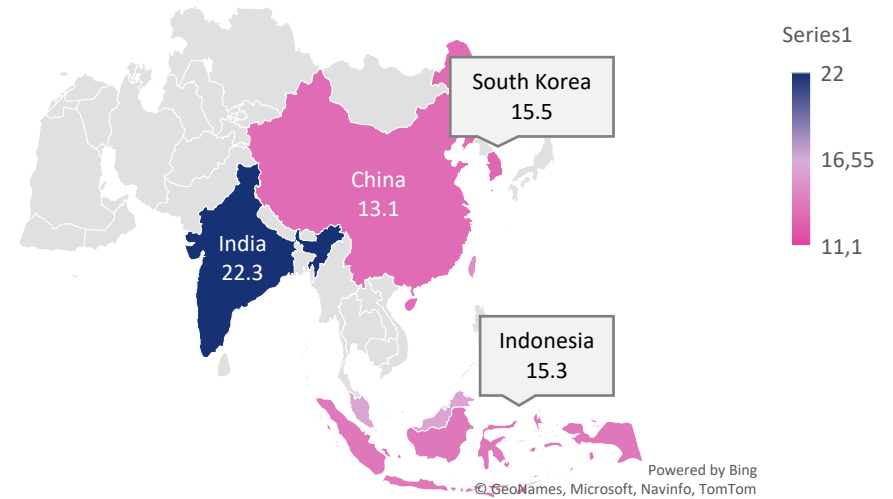 Series1
22
16,55
11,1
South Korea
15.5
China
13.1
India
22.3
Indonesia
15.3
Powered by Bing
© GeoNames, Microsoft, Navinfo, TomTom